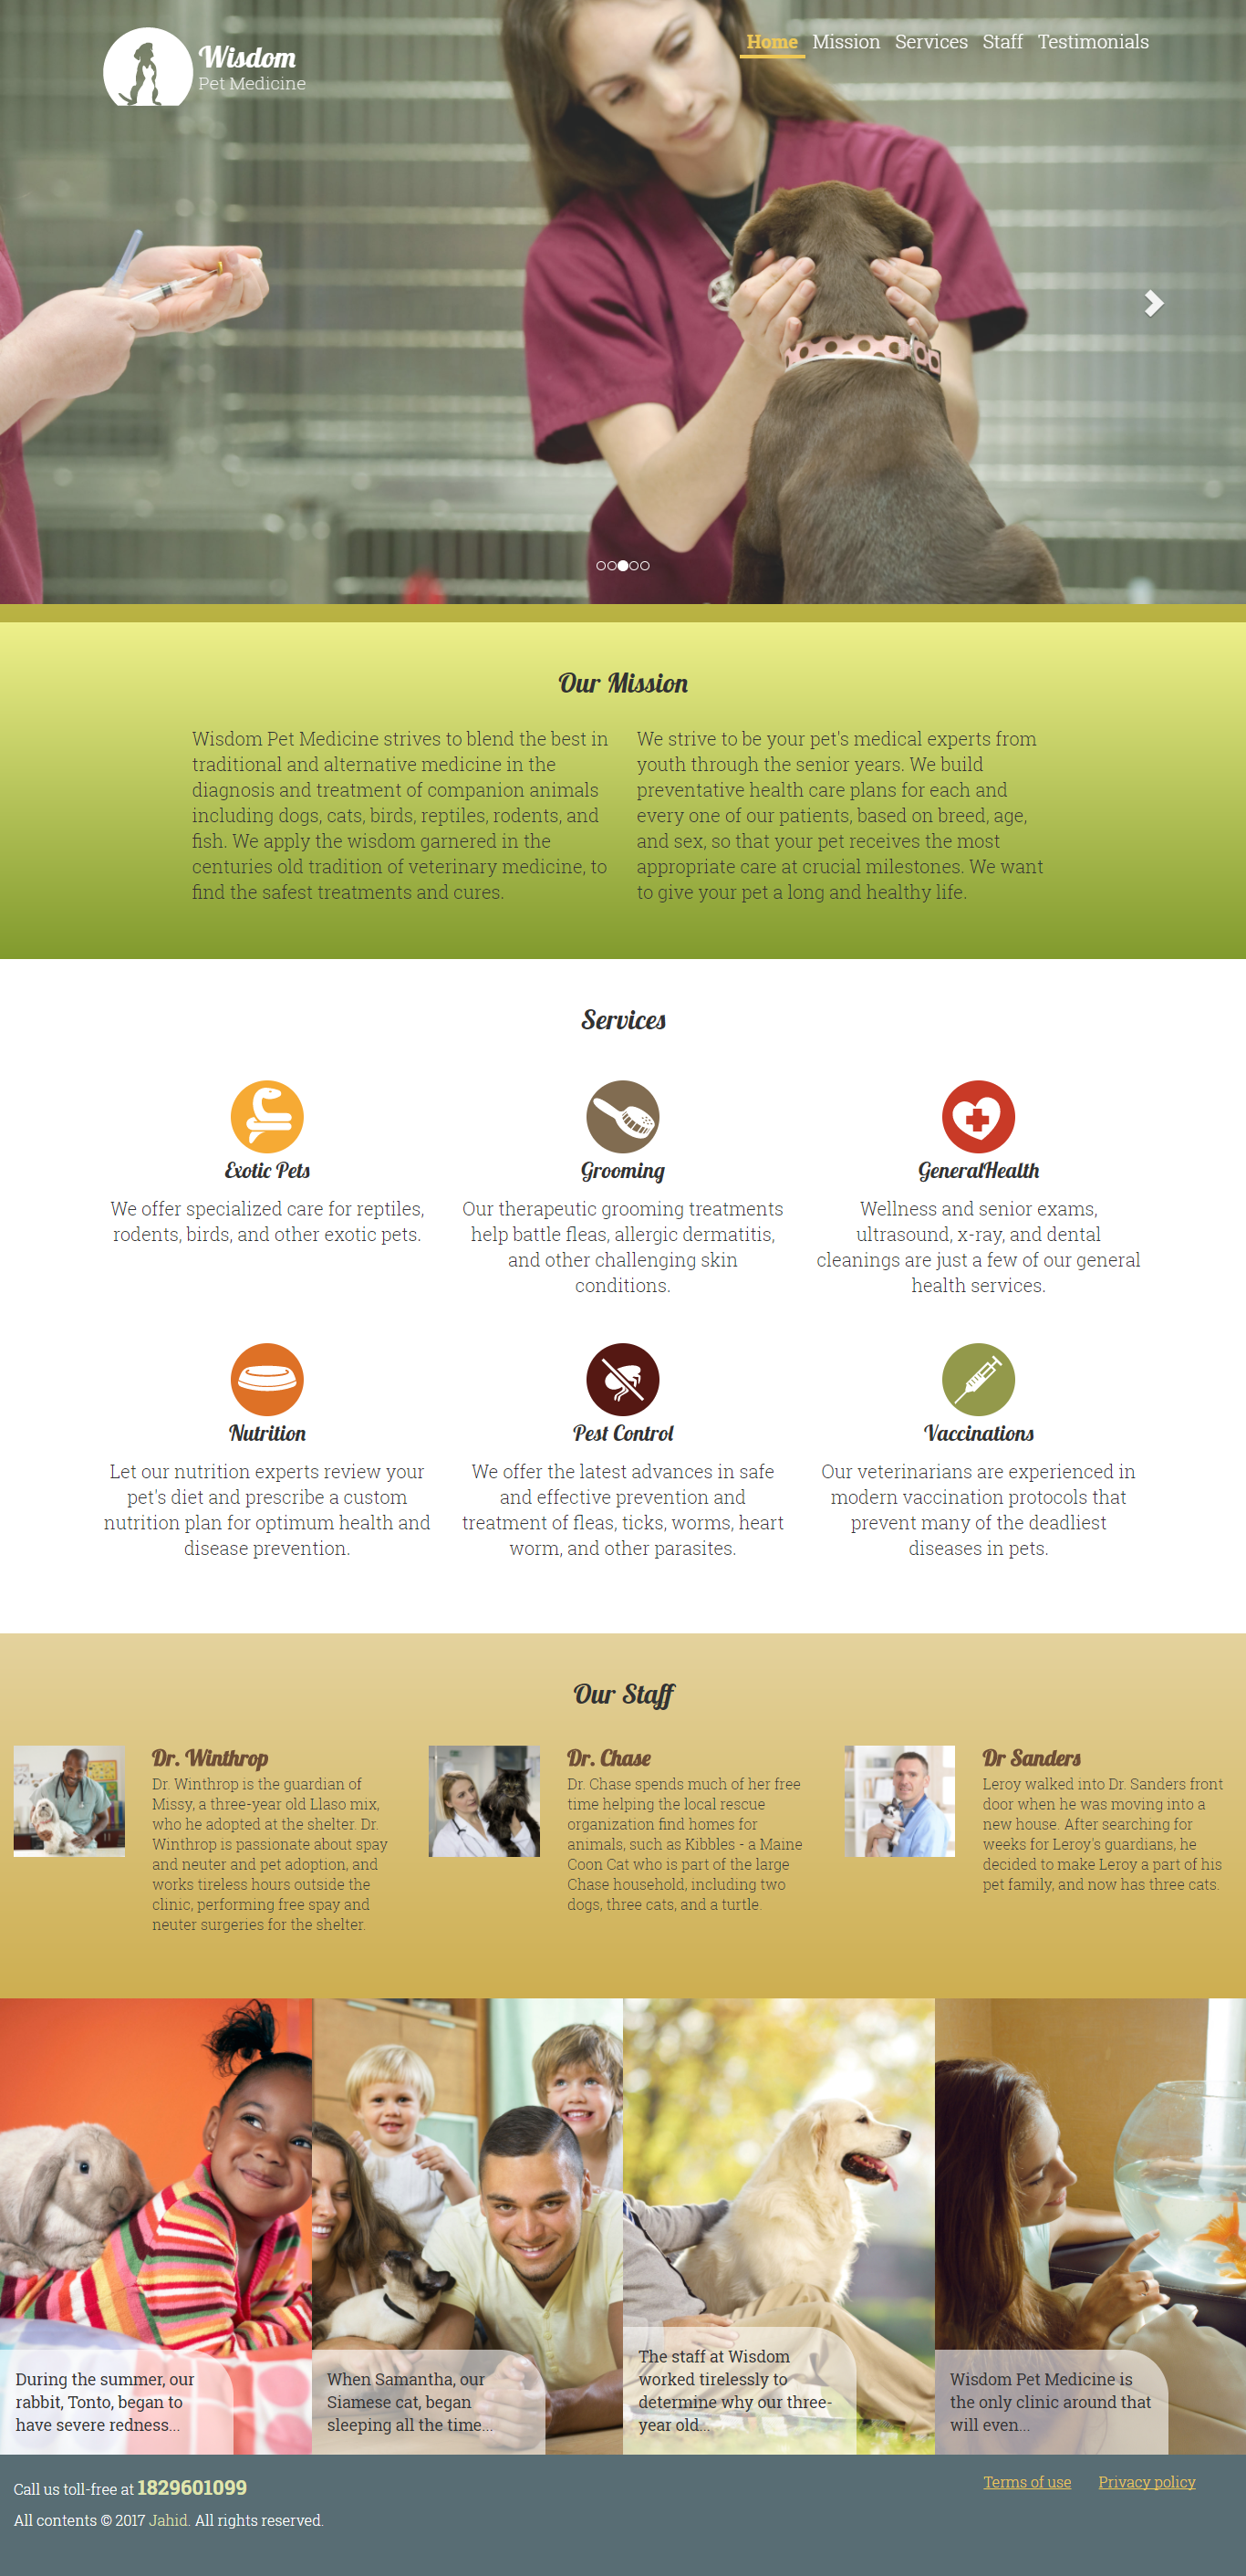 Wisdom
Pet Medicine
Home Mission Services Staff Testimonials
Our Mission
Wisdom Pet Medicine strives to blend the best in
traditional and alternative medicine in the
diagnosis and treatment of companion animals
including dogs, cats, birds, reptiles, rodents, and
fish. We apply the wisdom garnered in the
centuries old tradition of veterinary medicine, to
find the safest treatments and cures.
We strive to be your pet's medical experts from
youth through the senior years. We build
preventative health care plans for each and
every one of our patients, based on breed, age,
and sex, so that your pet receives the most
appropriate care at crucial milestones. We want
to give your pet a long and healthy life.
Services
Exotic Pets
We offer specialized care for reptiles,
rodents, birds, and other exotic pets.
Grooming
Our therapeutic grooming treatments
help battle fleas, allergic dermatitis,
and other challenging skin
conditions.
GeneralHealth
Wellness and senior exams,
ultrasound, x-ray, and dental
cleanings are just a few of our general
health services.
Nutrition
Let our nutrition experts review your
pet's diet and prescribe a custom
nutrition plan for optimum health and
disease prevention.
Pest Control
We offer the latest advances in safe
and effective prevention and
treatment of fleas, ticks, worms, heart
worm, and other parasites.
Vaccinations
Our veterinarians are experienced in
modern vaccination protocols that
prevent many of the deadliest
diseases in pets.
Our Staff
Dr. Winthrop
Dr. Winthrop is the guardian of
Missy, a three-year old Llaso mix,
who he adopted at the shelter. Dr.
Winthrop is passionate about spay
and neuter and pet adoption, and
works tireless hours outside the
clinic, performing free spay and
neuter surgeries for the shelter.
Dr. Chase
Dr. Chase spends much of her free
time helping the local rescue
organization find homes for
animals, such as Kibbles - a Maine
Coon Cat who is part of the large
Chase household, including two
dogs, three cats, and a turtle.
Dr Sanders
Leroy walked into Dr. Sanders front
door when he was moving into a
new house. After searching for
weeks for Leroy's guardians, he
decided to make Leroy a part of his
pet family, and now has three cats.
During the summer, our
rabbit, Tonto, began to
have severe redness...
When Samantha, our
Siamese cat, began
sleeping all the time...
The staff at Wisdom
worked tirelessly to
determine why our three-
year old...
Wisdom Pet Medicine is
the only clinic around that
will even...
Call us toll-free at 1829601099
All contents © 2017 Jahid. All rights reserved.
Terms of use Privacy policy